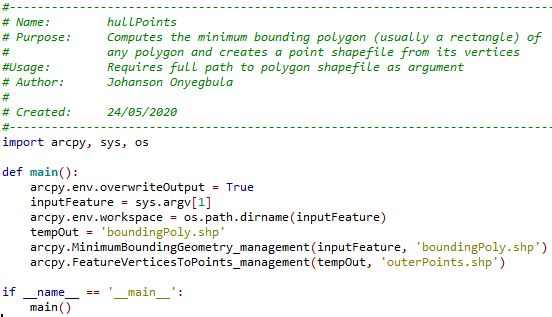 #-------------------------------------------------------------------------------
# Name:        hullPoints
# Purpose:     Computes the minimum bounding polygon (usually a rectangle) of
#              any polygon and creates a point shapefile from its vertices
#Usage:        Requires full path to polygon shapefile as argument
# Author:      Johanson Onyegbula
#
# Created:     24/05/2020
#-------------------------------------------------------------------------------
import arcpy, sys, os
def main():
    arcpy.env.overwriteOutput = True
    inputFeature = sys.argv[1]
    arcpy.env.workspace = os.path.dirname(inputFeature)
    tempOut = 'boundingPoly.shp'
    arcpy.MinimumBoundingGeometry_management(inputFeature, 'boundingPoly.shp')
    arcpy.FeatureVerticesToPoints_management(tempOut, 'outerPoints.shp')
if __name__ == '__main__':
    main()